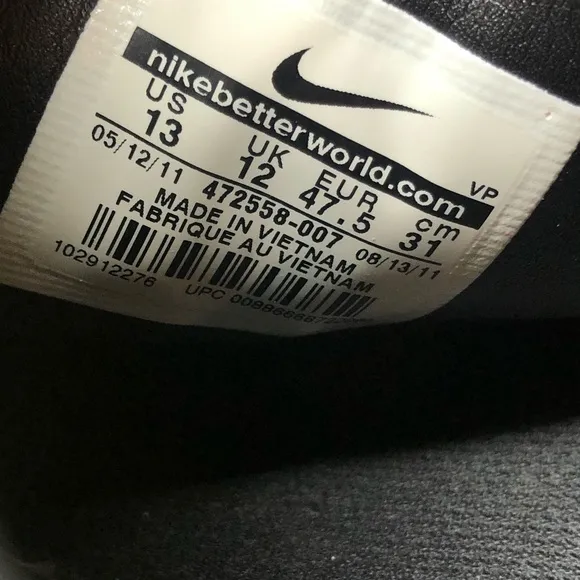 nikebetterworld.com
US UK EUR cm VP
13 12 47.5 31
05/12/11 472558-007 08/13/11
MADE IN VIETNAM
FABRIQUE AU VIETNAM
102912276 UPC